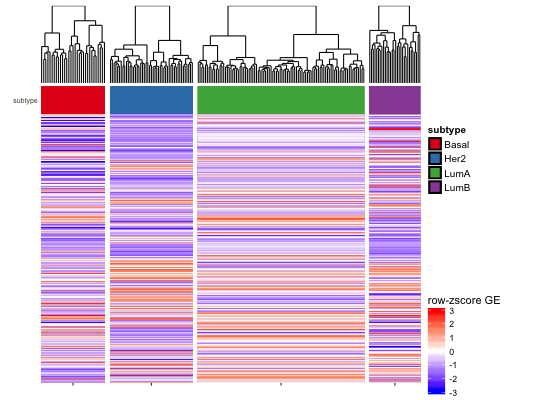 subtype
subtype
Basal
Her2
LumA
LumB
row-zscore GE
3
2
1
0
-1
-2
-3